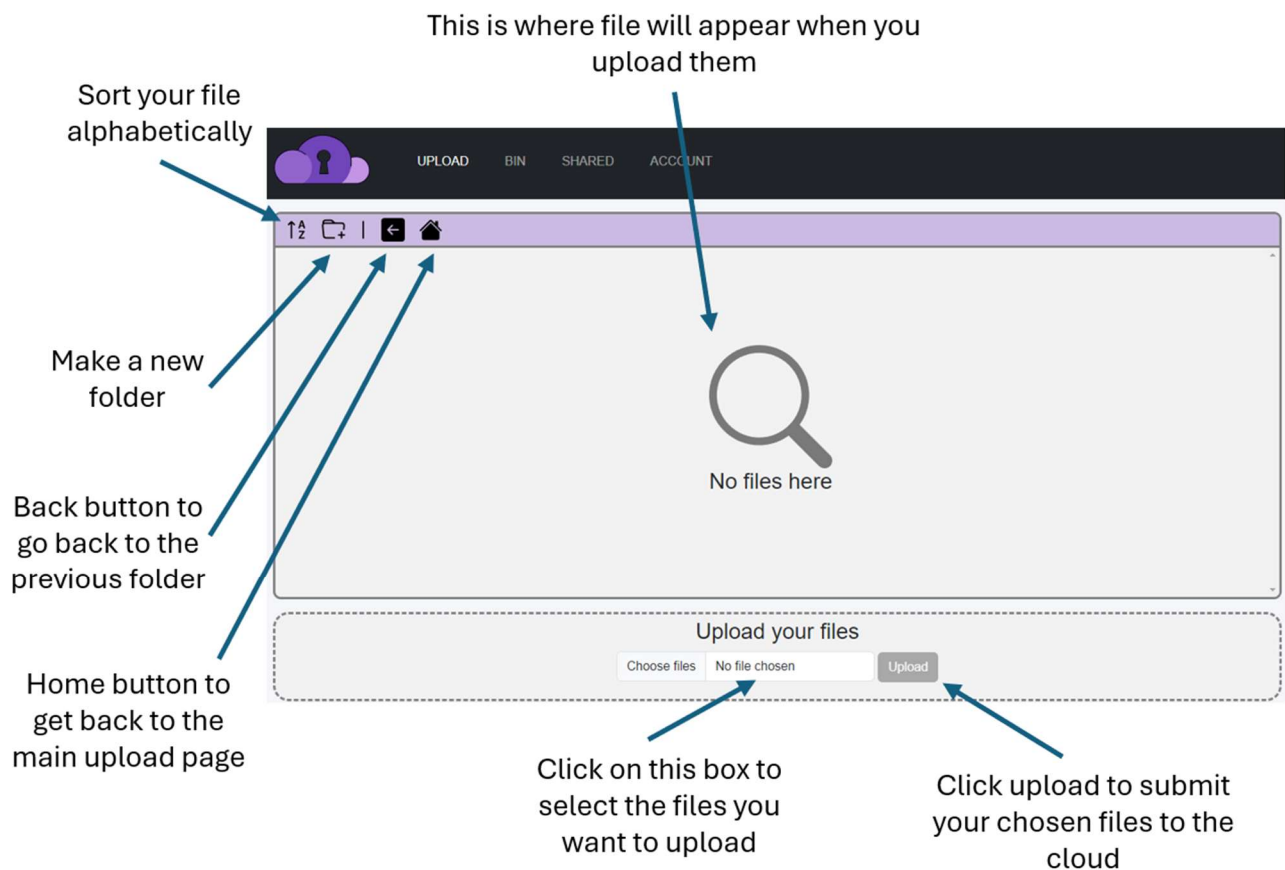 This is where file will appear when you
upload them
Sort your file
alphabetically
UPLOAD BIN SHARED ACCOUNT
A
Z
Make a new
folder
No files here
Back button to
go back to the
previous folder
Upload your files
Choose files No file chosen Upload
Home button to
get back to the
main upload page
Click on this box to
select the files you
want to upload
Click upload to submit
your chosen files to the
cloud